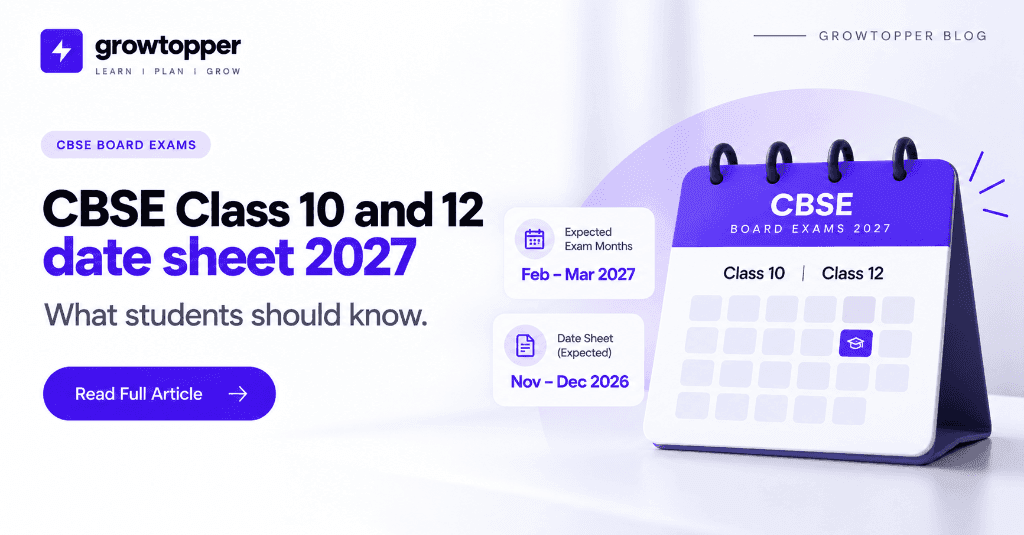 growtopper
LEARN | PLAN | GROW
GROWTOPPER BLOG
CBSE BOARD EXAMS
CBSE Class 10 and 12
date sheet 2027
What students should know.
Read Full Article
Expected
Exam Months
Feb – Mar 2027
Date Sheet
(Expected)
Nov – Dec 2026
CBSE
BOARD EXAMS 2027
Class 10 | Class 12